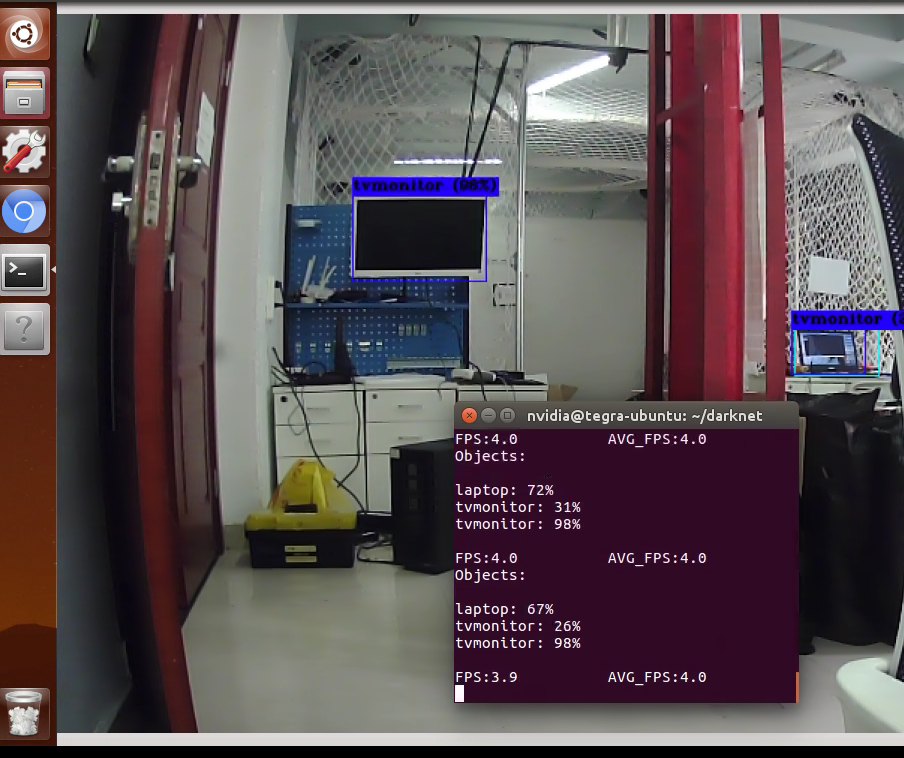 tvmonitor (98%)
tvmonitor (2
nvidia@tegra-ubuntu: ~/darknet
FPS:4.0 AVG_FPS:4.0
Objects:
laptop: 72%
tvmonitor: 31%
tvmonitor: 98%
FPS:4.0 AVG_FPS:4.0
Objects:
laptop: 67%
tvmonitor: 26%
tvmonitor: 98%
FPS:3.9 AVG_FPS:4.0